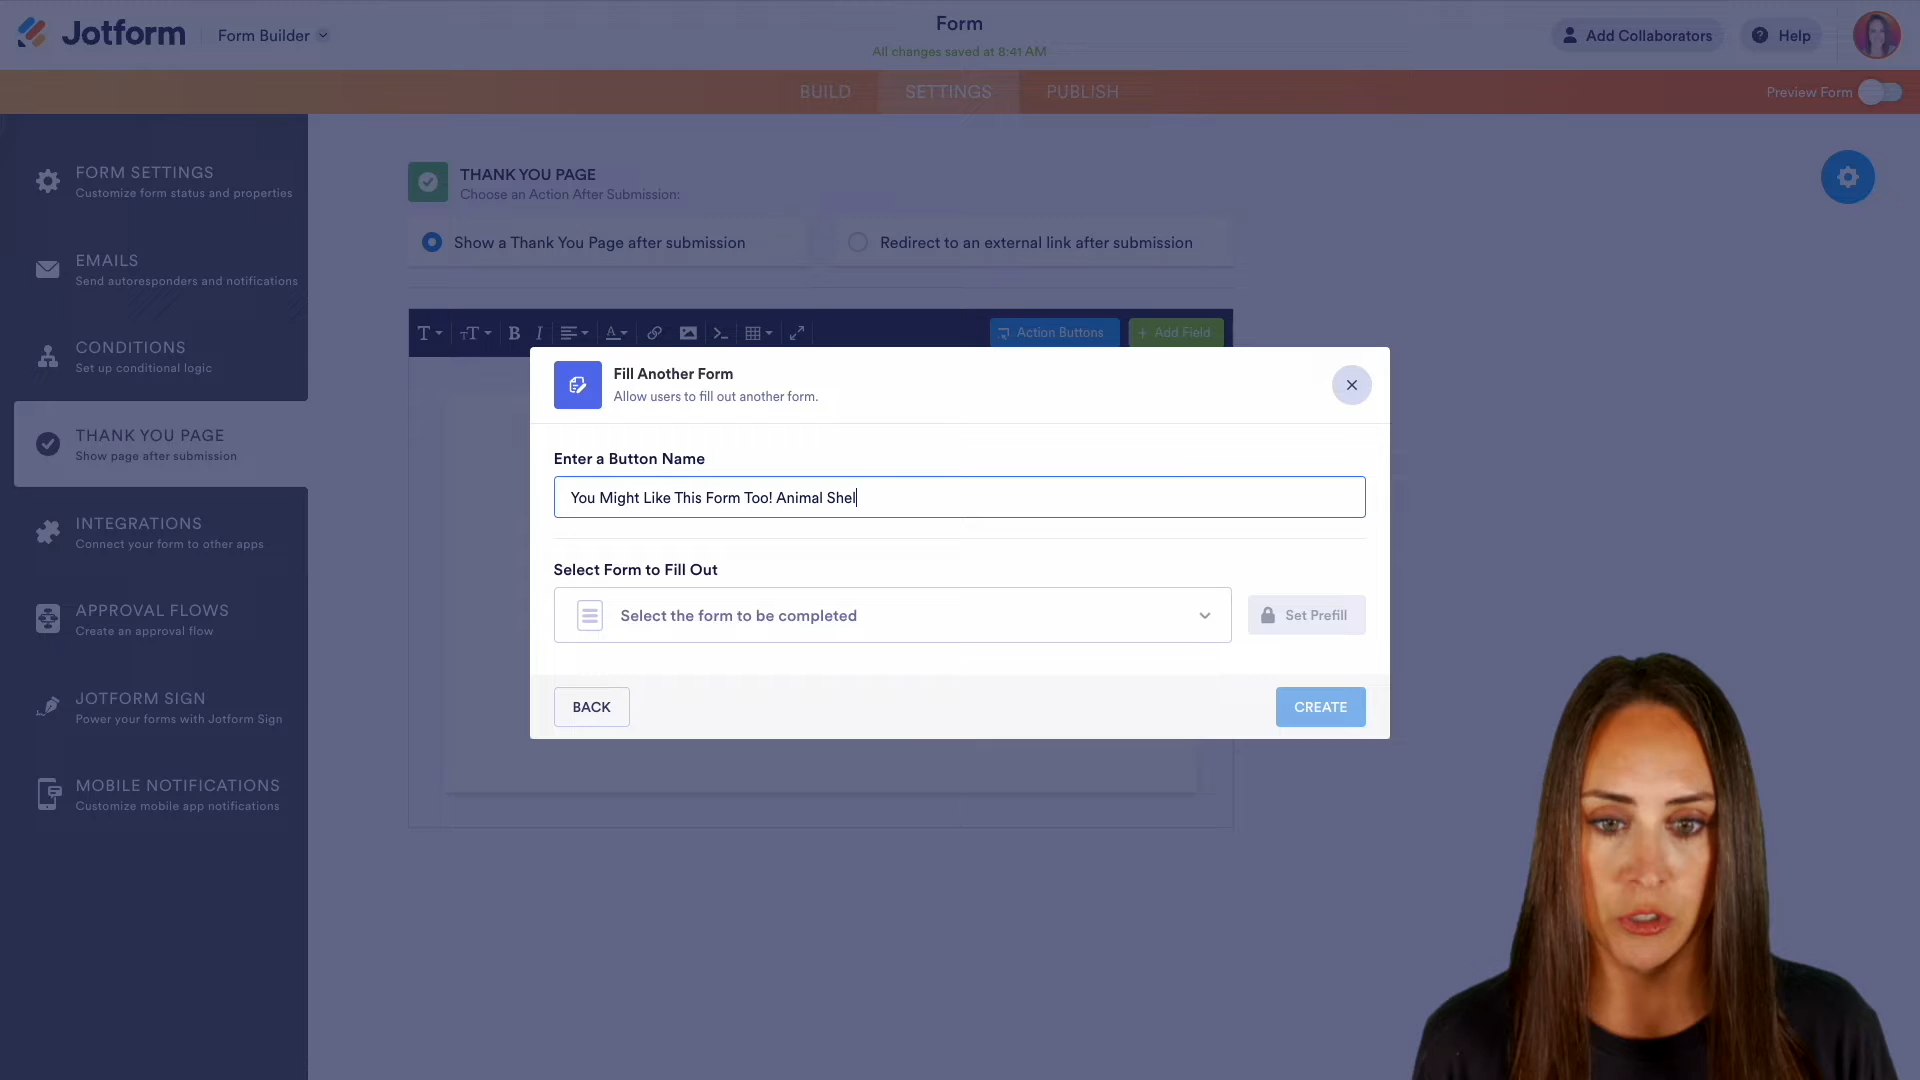 Jotform
Form Builder
Form
All changes saved at 8:41 AM
Add Collaborators
Help
BUILD
SETTINGS
PUBLISH
Preview Form
FORM SETTINGS
Customize form status and properties
EMAILS
Send autoresponders and notifications
CONDITIONS
Set up conditional logic
THANK YOU PAGE
Show page after submission
INTEGRATIONS
Connect your form to other apps
APPROVAL FLOWS
Create an approval flow
JOTFORM SIGN
Power your forms with Jotform Sign
MOBILE NOTIFICATIONS
Customize mobile app notifications
THANK YOU PAGE
Choose an Action After Submission:
Show a Thank You Page after submission
Redirect to an external link after submission
Action Buttons
+ Add Field
Fill Another Form
Allow users to fill out another form.
Enter a Button Name
You Might Like This Form Too! Animal Shel
Select Form to Fill Out
Select the form to be completed
Set Prefill
BACK
CREATE